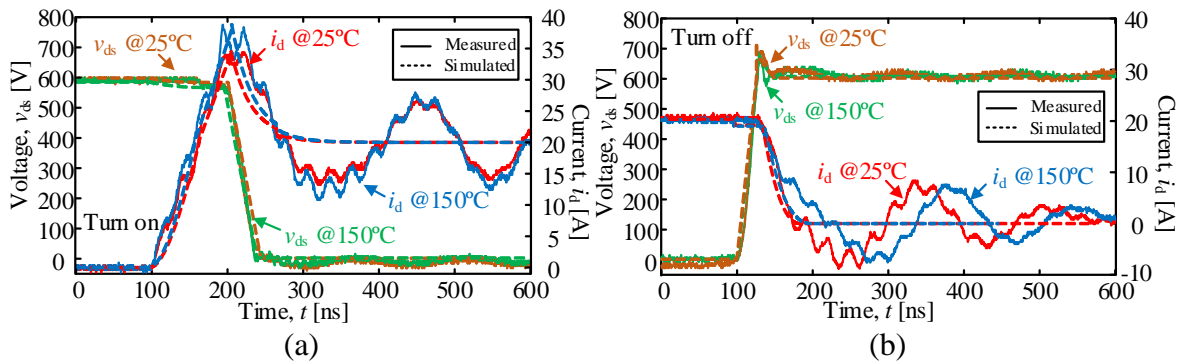 800
700
600
500
400
300
200
100
0
Voltage, vds [V]
vds @25ºC
id @25ºC
Measured
Simulated
Turn on
id @150ºC
vds @150ºC
40
35
30
25
20
15
10
5
0
Current, id [A]
0 100 200 300 400 500 600
Time, t [ns]
(a)
800
700
600
500
400
300
200
100
0
Voltage, vds [V]
Turn off
vds @25ºC
vds @150ºC
Measured
Simulated
id @25ºC
id @150ºC
40
30
20
10
0
-10
Current, id [A]
0 100 200 300 400 500 600
Time, t [ns]
(b)